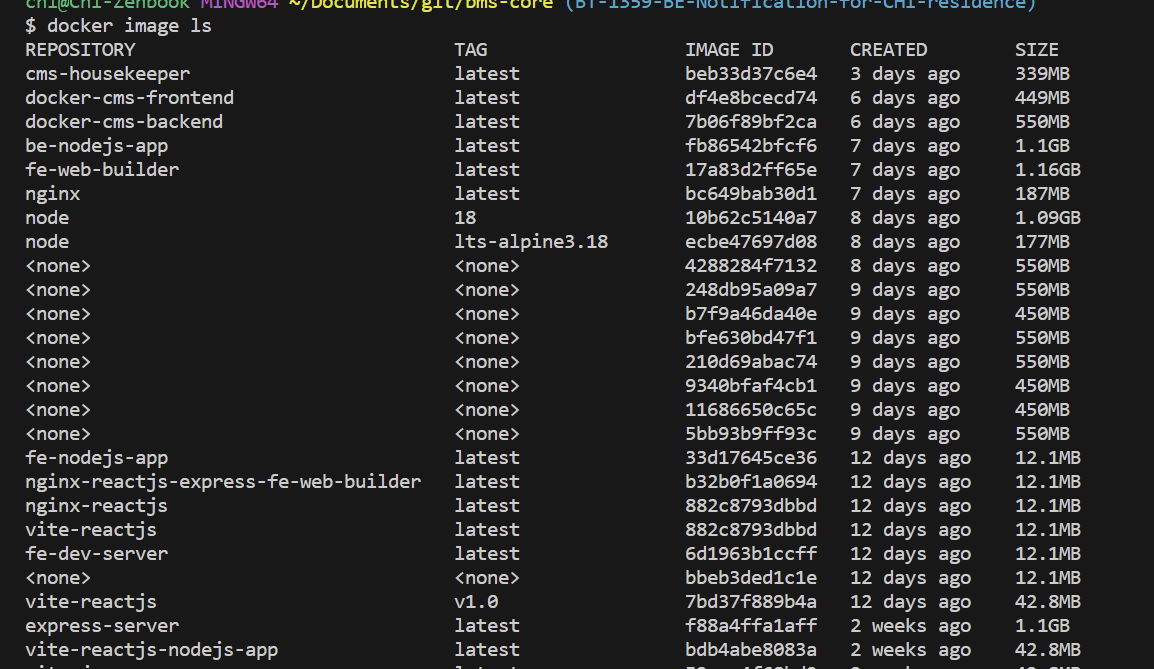 chi@Chi-Zenbook MINGW64 ~/Documents/git/bms-core (BT-1359-BE-Notification-for-CHI-residence)
$ docker image ls
REPOSITORY TAG IMAGE ID CREATED SIZE
cms-housekeeper latest beb33d37c6e4 3 days ago 339MB
docker-cms-frontend latest df4e8bcecd74 6 days ago 449MB
docker-cms-backend latest 7b06f89bf2ca 6 days ago 550MB
be-nodejs-app latest fb86542bfcf6 7 days ago 1.1GB
fe-web-builder latest 17a83d2ff65e 7 days ago 1.16GB
nginx latest bc649bab30d1 7 days ago 187MB
node 18 10b62c5140a7 8 days ago 1.09GB
node lts-alpine3.18 ecbe47697d08 8 days ago 177MB
<none> <none> 4288284f7132 8 days ago 550MB
<none> <none> 248db95a09a7 9 days ago 550MB
<none> <none> b7f9a46da40e 9 days ago 450MB
<none> <none> bfe630bd47f1 9 days ago 550MB
<none> <none> 210d69abac74 9 days ago 550MB
<none> <none> 9340bfaf4cb1 9 days ago 450MB
<none> <none> 11686650c65c 9 days ago 450MB
<none> <none> 5bb93b9ff93c 9 days ago 550MB
fe-nodejs-app latest 33d17645ce36 12 days ago 12.1MB
nginx-reactjs-express-fe-web-builder latest b32b0f1a0694 12 days ago 12.1MB
nginx-reactjs latest 882c8793dbbd 12 days ago 12.1MB
vite-reactjs latest 882c8793dbbd 12 days ago 12.1MB
fe-dev-server latest 6d1963b1ccff 12 days ago 12.1MB
<none> <none> bbeb3ded1c1e 12 days ago 12.1MB
vite-reactjs v1.0 7bd37f889b4a 12 days ago 42.8MB
express-server latest f88a4ffa1aff 2 weeks ago 1.1GB
vite-reactjs-nodejs-app latest bdb4abe8083a 2 weeks ago 42.8MB